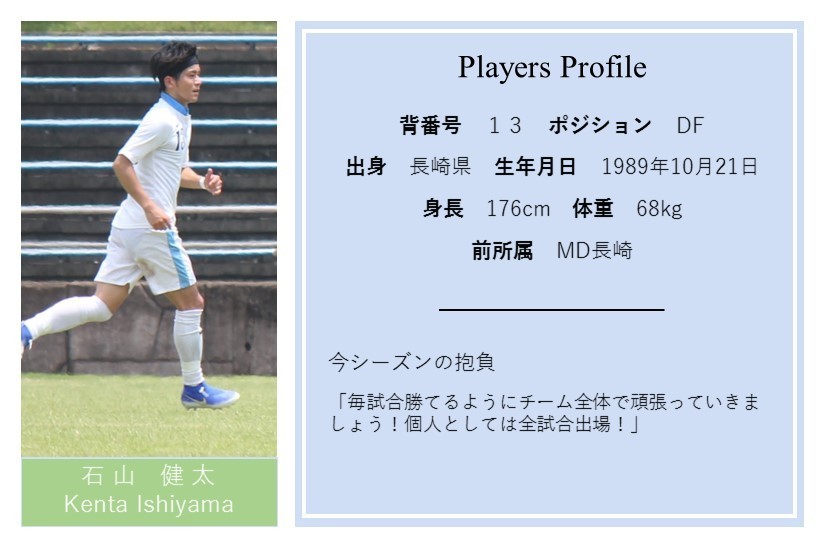 Players Profile
背番号　１３　ポジション　DF
出身　長崎県　生年月日　1989年10月21日
身長　176cm　体重　68kg
前所属　MD長崎
今シーズンの抱負
「毎試合勝てるようにチーム全体で頑張っていきま
しょう！個人としては全試合出場！」
石山　健太
Kenta Ishiyama